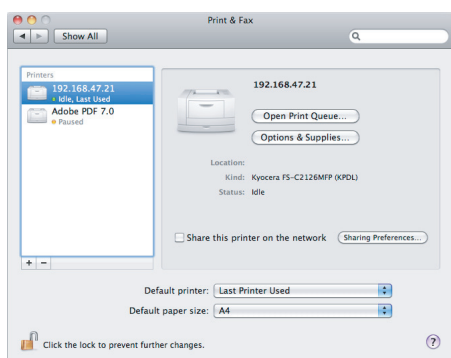 Print & Fax
Show All
Printers
192.168.47.21
Idle, Last Used
Adobe PDF 7.0
Paused
192.168.47.21
Open Print Queue...
Options & Supplies...
Location:
Kind: Kyocera FS-C2126MFP (KPDL)
Status: Idle
Share this printer on the network Sharing Preferences...
+ −
Default printer: Last Printer Used
Default paper size: A4
Click the lock to prevent further changes.
?